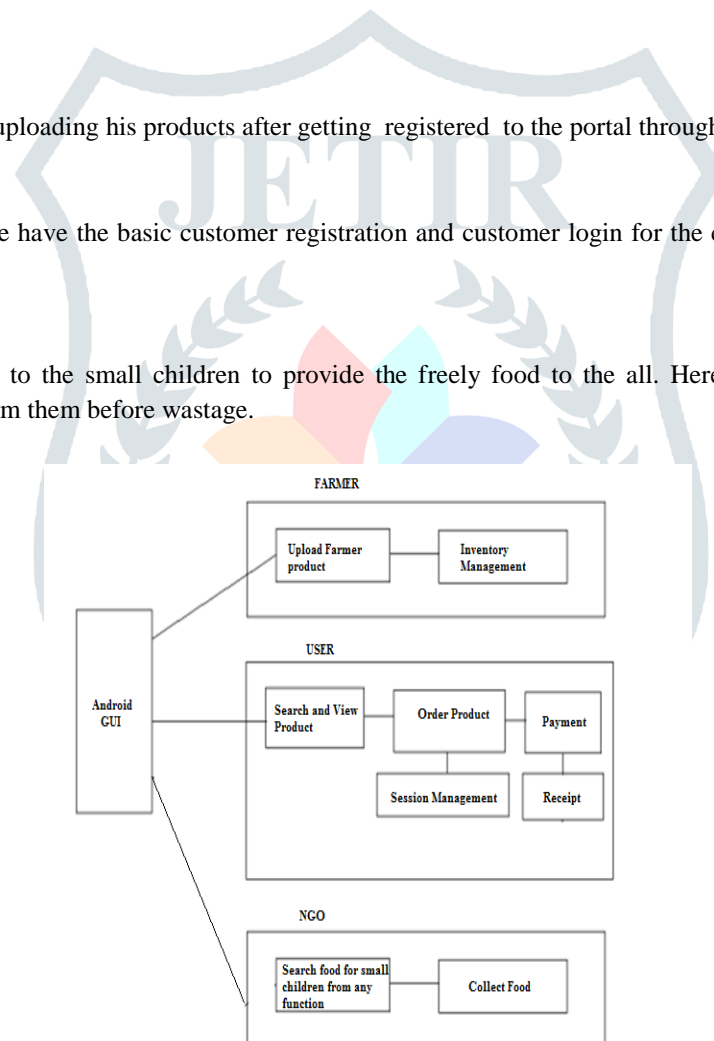 JETIR
uploading his products after getting registered to the portal through
e have the basic customer registration and customer login for the
to the small children to provide the freely food to the all. Here
m them before wastage.
FARMER
Upload Farmer
product
Inventory
Management
USER
Android
GUI
Search and View
Product
Order Product
Payment
Session Management
Receipt
NGO
Search food for small
children from any
function
Collect Food